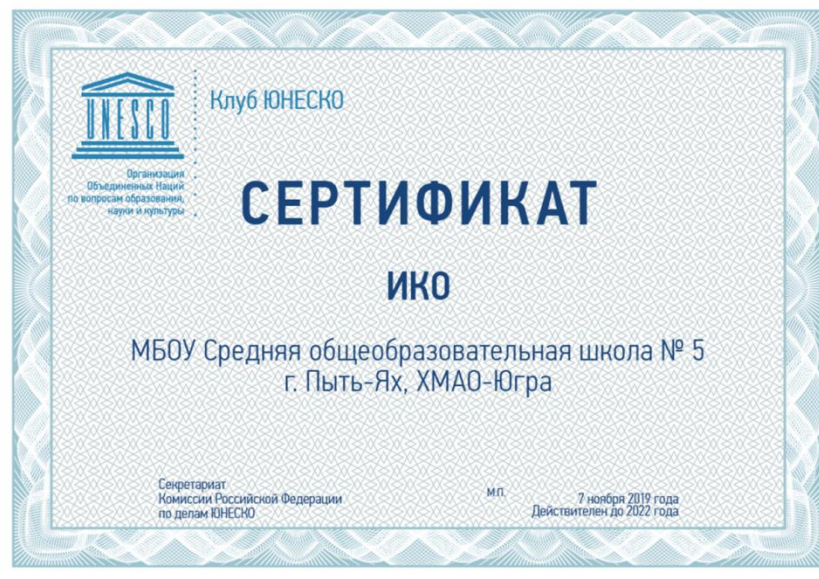 UNESCO
Организация
Объединенных Наций
по вопросам образования,
науки и культуры
Клуб ЮНЕСКО
СЕРТИФИКАТ
ИКО
МБОУ Средняя общеобразовательная школа № 5
г. Пыть-Ях, ХМАО-Югра
Секретариат
Комиссии Российской Федерации
по делам ЮНЕСКО
М.П.
7 ноября 2019 года
Действителен до 2022 года